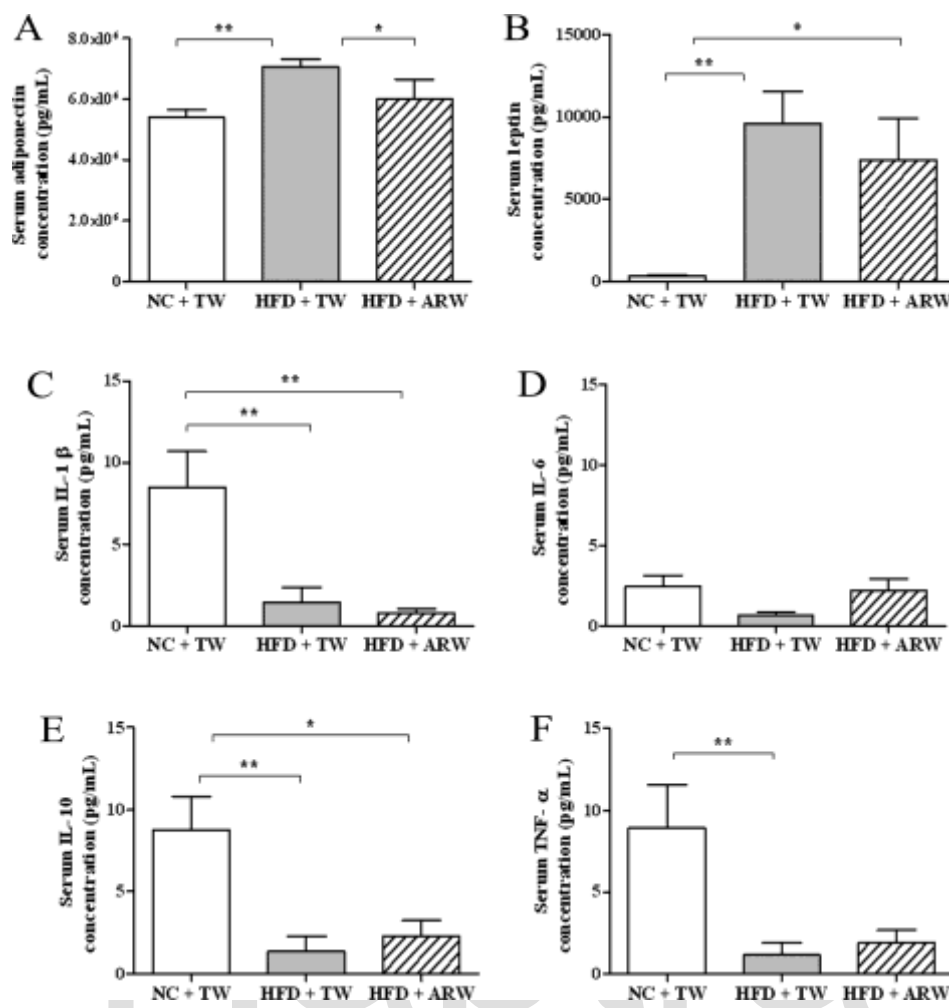 A
Serum adiponectin
concentration (pg/mL)
8.0x10⁶
6.0x10⁶
4.0x10⁶
2.0x10⁶
0
**
*
NC + TW HFD + TW HFD + ARW
B
Serum leptin
concentration (pg/mL)
15000
10000
5000
0
*
**
NC + TW HFD + TW HFD + ARW
C
Serum IL-1 β
concentration (pg/mL)
15
10
5
0
**
**
NC + TW HFD + TW HFD + ARW
D
Serum IL-6
concentration (pg/mL)
15
10
5
0
NC + TW HFD + TW HFD + ARW
E
Serum IL-10
concentration (pg/mL)
15
10
5
0
*
**
NC + TW HFD + TW HFD + ARW
F
Serum TNF- α
concentration (pg/mL)
15
10
5
0
**
NC + TW HFD + TW HFD + ARW